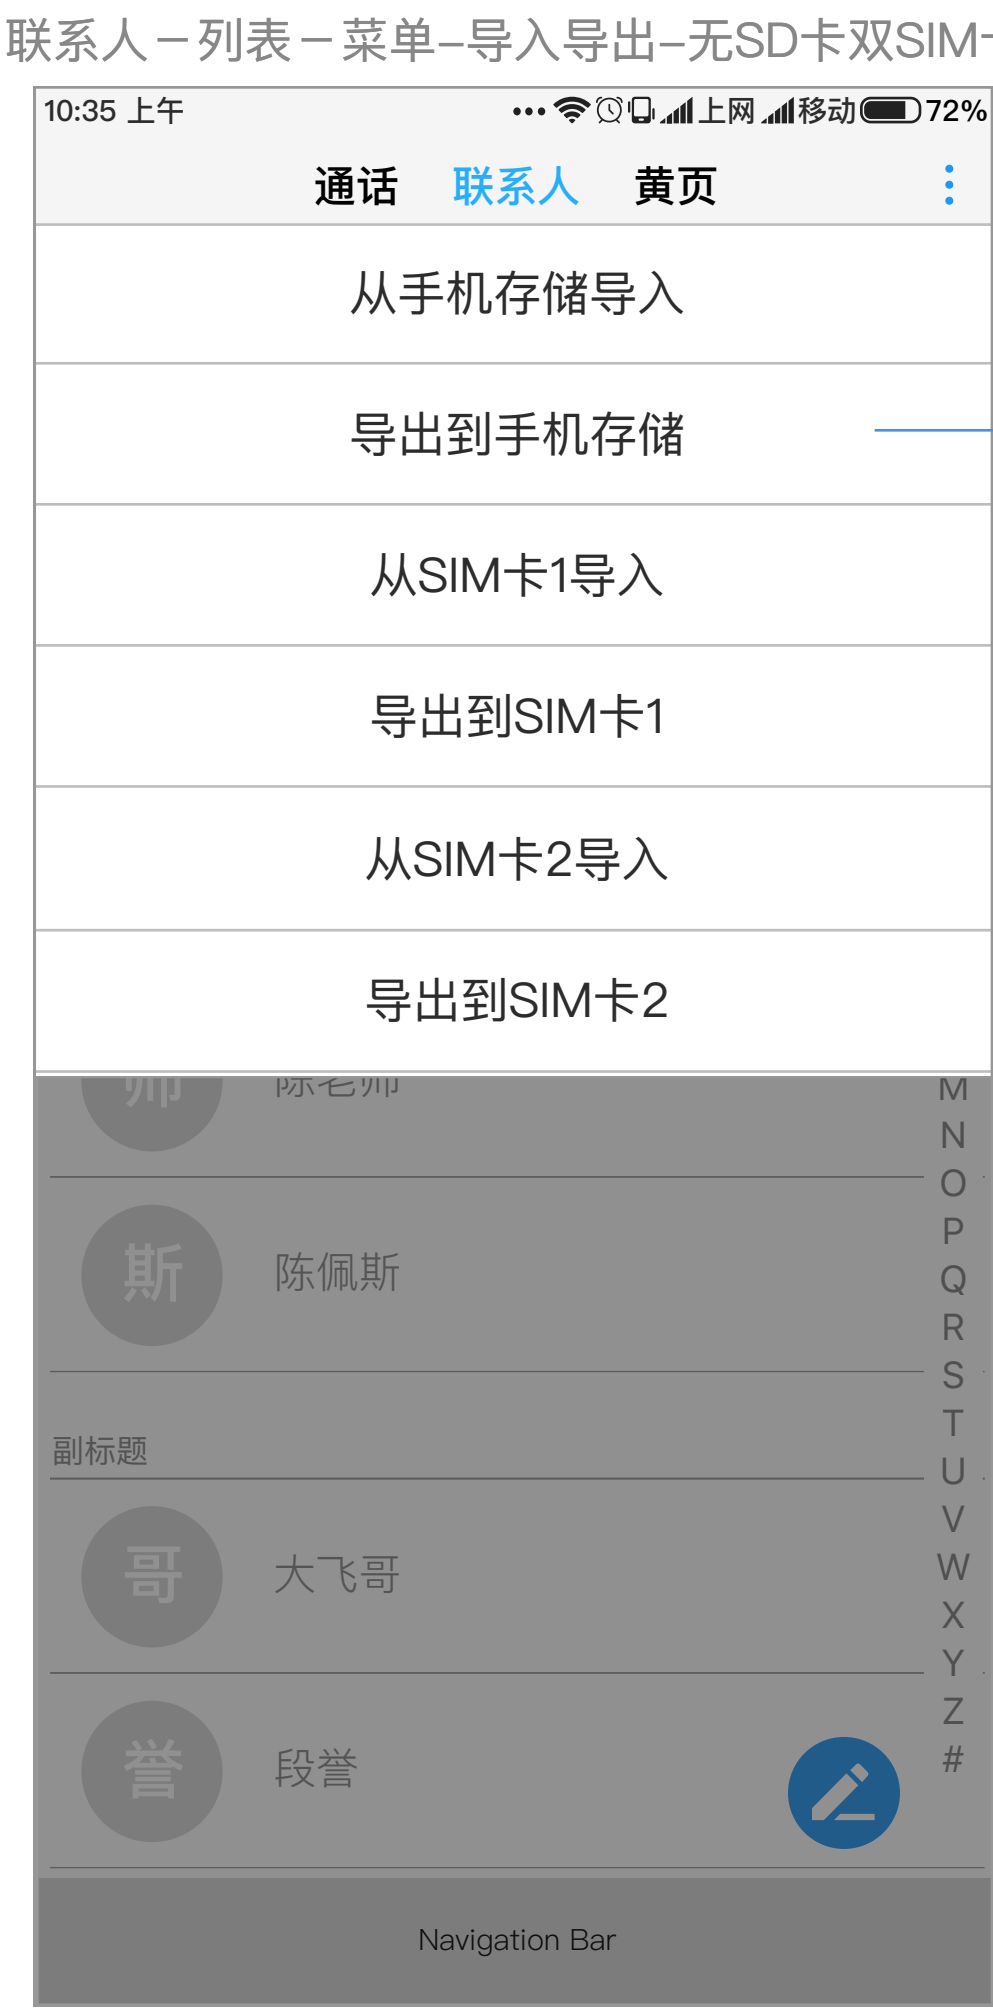 联系人－列表－菜单–导入导出–无SD卡双SIM
10:35 上午 上网 移动 72%
通话 联系人 黄页
从手机存储导入
导出到手机存储
从SIM卡1导入
导出到SIM卡1
从SIM卡2导入
导出到SIM卡2
师 陈老师
M
N
O
P
斯 陈佩斯
Q
R
S
T
副标题
U
V
哥 大飞哥
W
X
Y
Z
誉 段誉
#
Navigation Bar